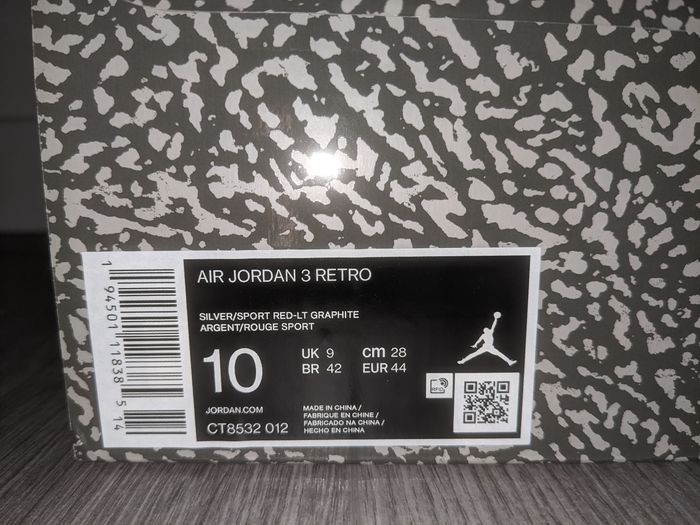 1 94501 11838 5 14
AIR JORDAN 3 RETRO
SILVER/SPORT RED-LT GRAPHITE
ARGENT/ROUGE SPORT
10
UK 9 cm 28
BR 42 EUR 44
RFID
JORDAN.COM
CT8532 012
MADE IN CHINA /
FABRIQUE EN CHINE /
FABRICADO NA CHINA /
HECHO EN CHINA